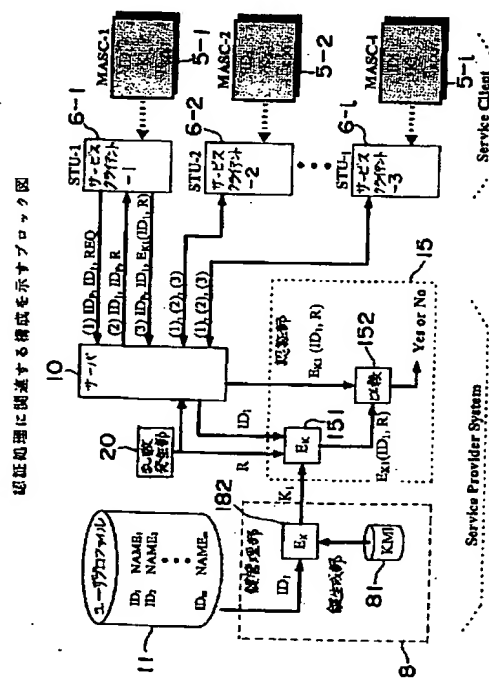 認証処理に関連する構成を示すブロック図
MASC-1
5-1
MASC-2
5-2
MASC-l
5-l
Service Client
STU-1
6-1
サービス
クライアント
-1
STU-2
6-2
サービス
クライアント
-2
STU-l
6-l
サービス
クライアント
-3
(1) IDp, ID1, REQ
(2) ID1, IDp, R
(3) IDp, ID1, EK1(ID1, R)
(1), (2), (3)
(1), (2), (3)
10
サーバ
20
乱数
発生部
R
ID1
15
認証部
EK1 (ID1, R)
EK
151
EK1(ID1, R)
152
比較
Yes or No
11
ユーザプロファイル
ID1 NAME1
ID2 NAME2
IDm NAMEm
ID1
182
K1
鍵管理部
EK
鍵生成部
KMI
81
8
Service Provider System